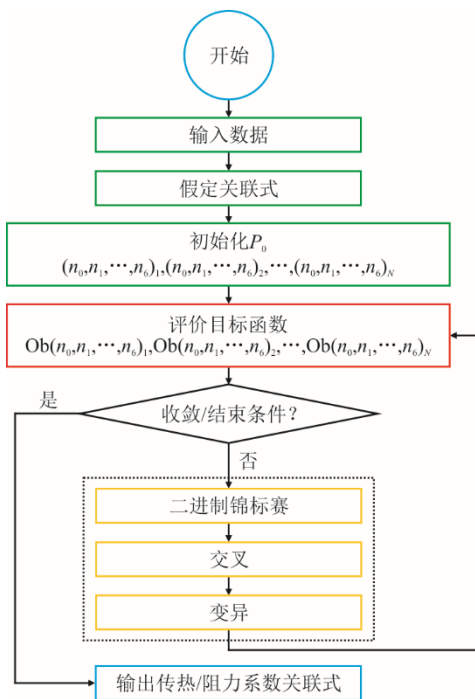 开始
输入数据
假定关联式
初始化P₀
(n₀,n₁,⋯,n₆)₁,(n₀,n₁,⋯,n₆)₂,⋯,(n₀,n₁,⋯,n₆)N
评价目标函数
Ob(n₀,n₁,⋯,n₆)₁,Ob(n₀,n₁,⋯,n₆)₂,⋯,Ob(n₀,n₁,⋯,n₆)N
是
收敛/结束条件?
否
二进制锦标赛
交叉
变异
输出传热/阻力系数关联式